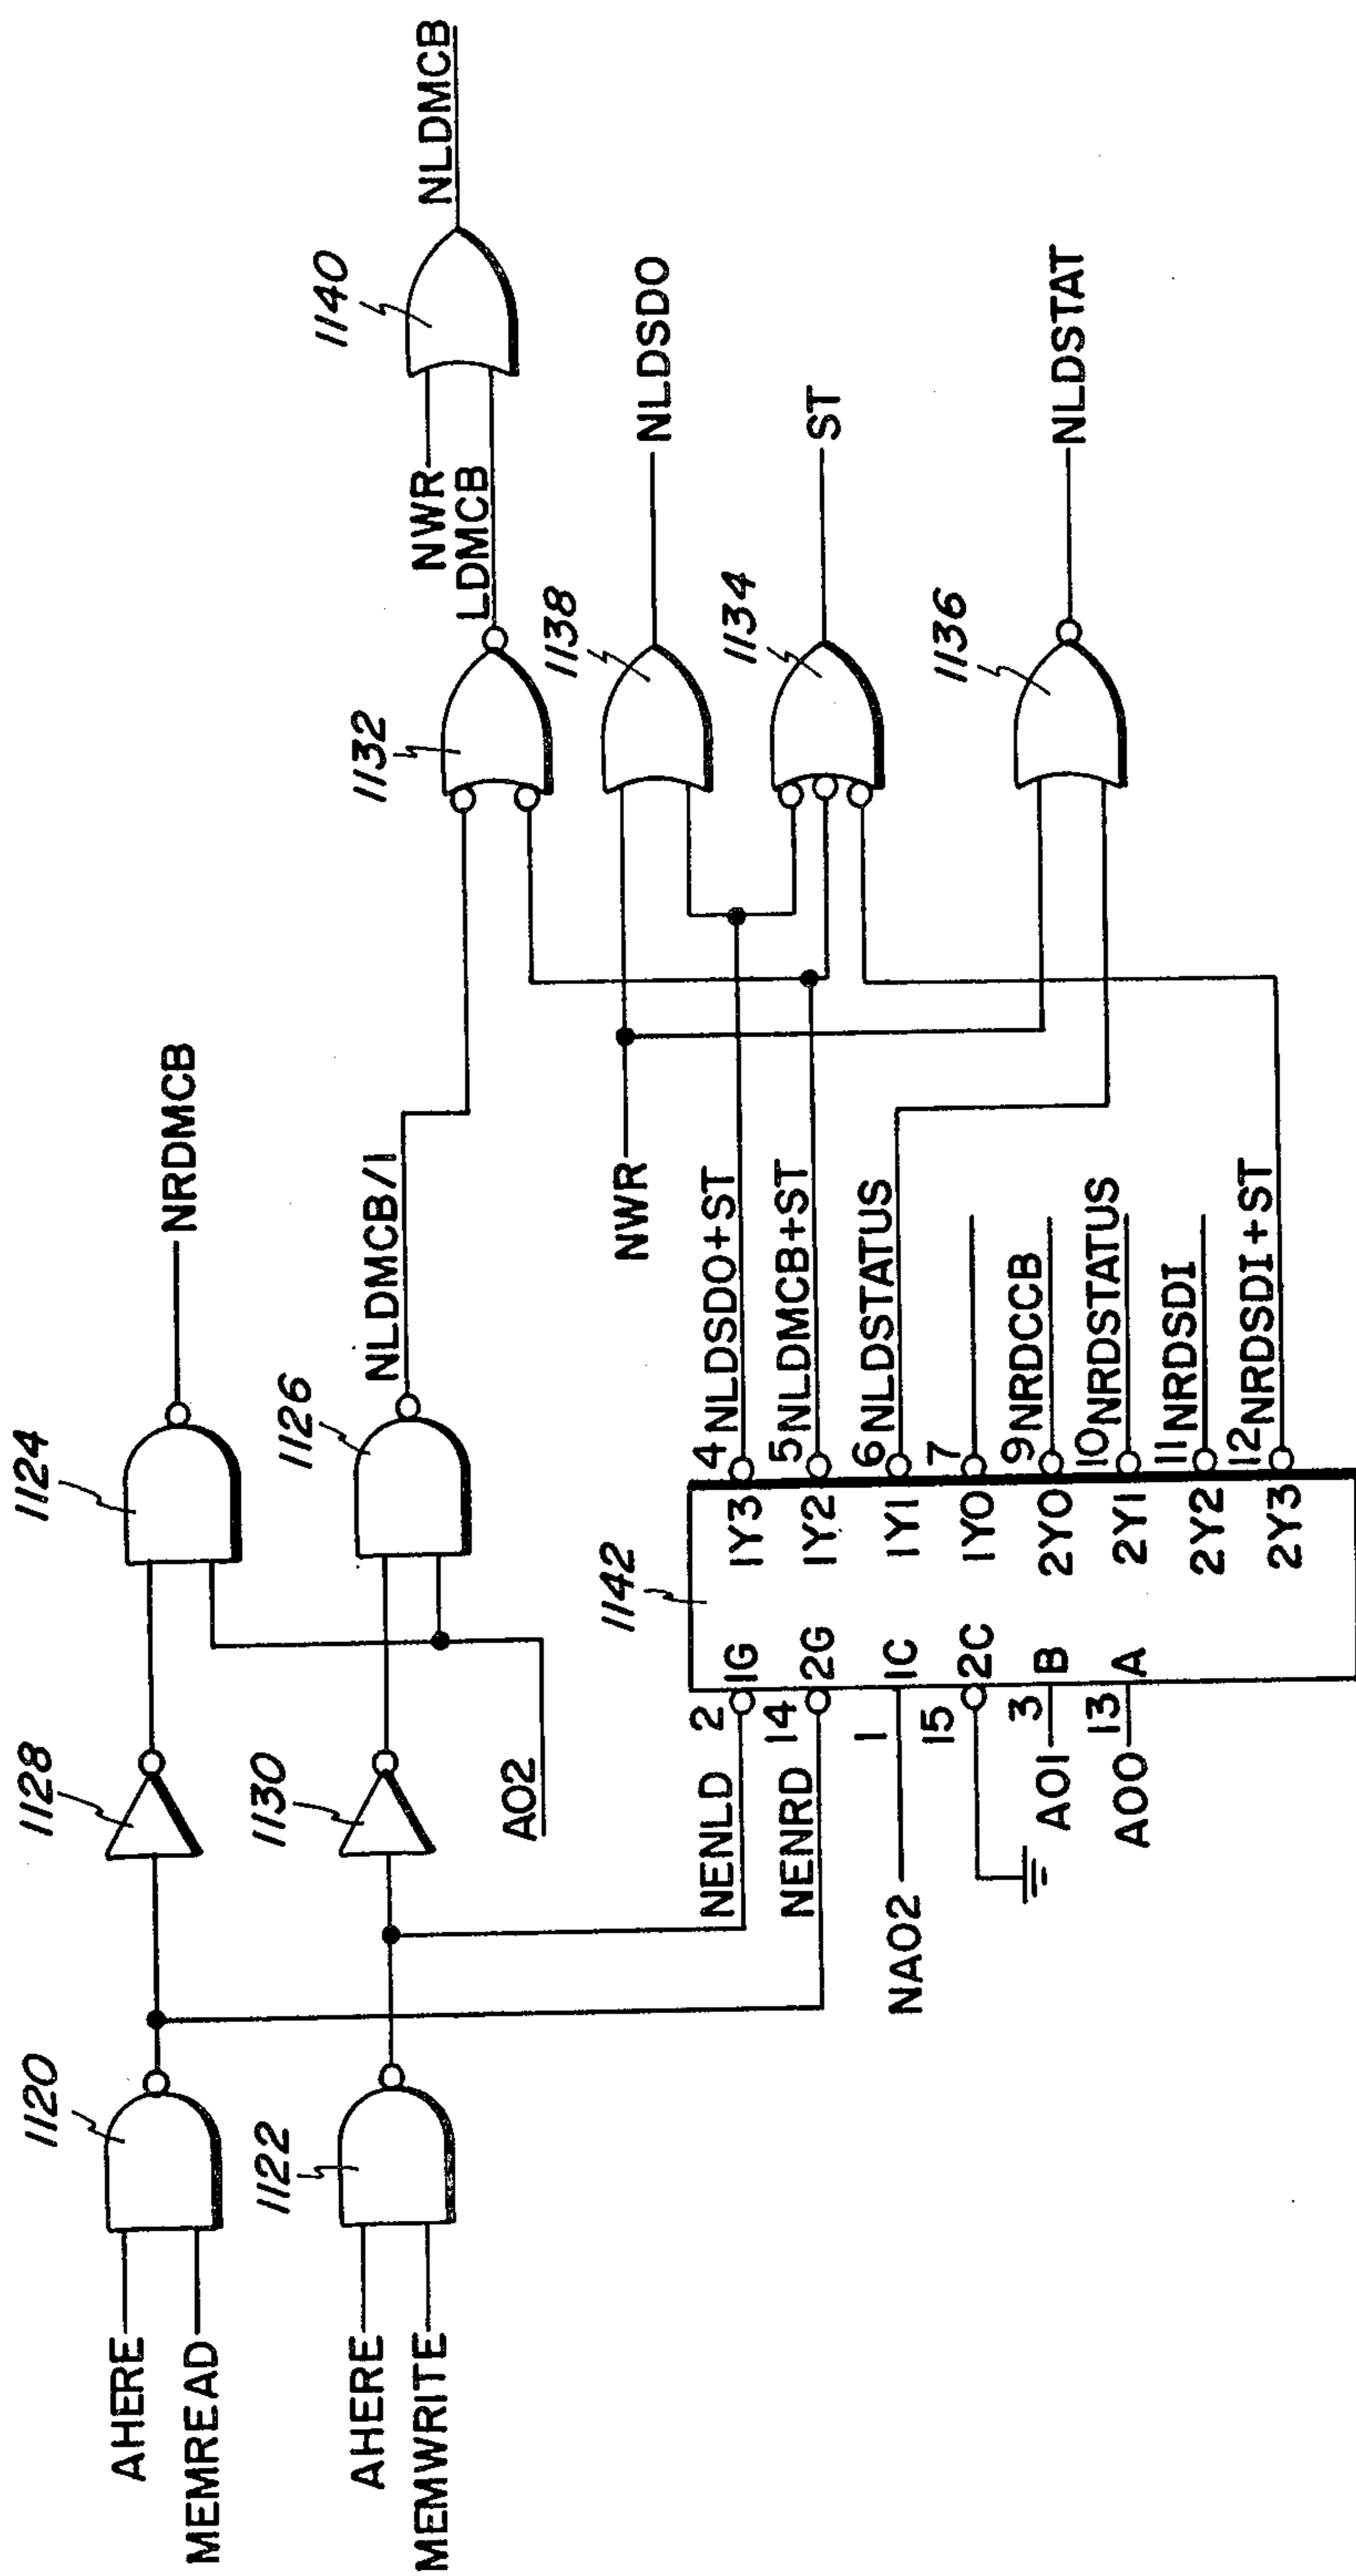 AHERE
MEMREAD
1120
1128
1124
NRDMCB
AHERE
MEMWRITE
1122
1130
A02
1126
NLDMCB/1
1132
NWR
LDMCB
1140
NLDMCB
1138
NLDSDO
1134
ST
1136
NLDSTAT
NWR
1142
NENLD
2
1G
NENRD
14
2G
NA02
1
1C
15
2C
A01
3
B
A00
13
A
1Y3
4
NLDSDO+ST
1Y2
5
NLDMCB+ST
1Y1
6
NLDSTATUS
1Y0
7
2Y0
9
NRDCCB
2Y1
10
NRDSTATUS
2Y2
11
NRDSDI
2Y3
12
NRDSDI+ST